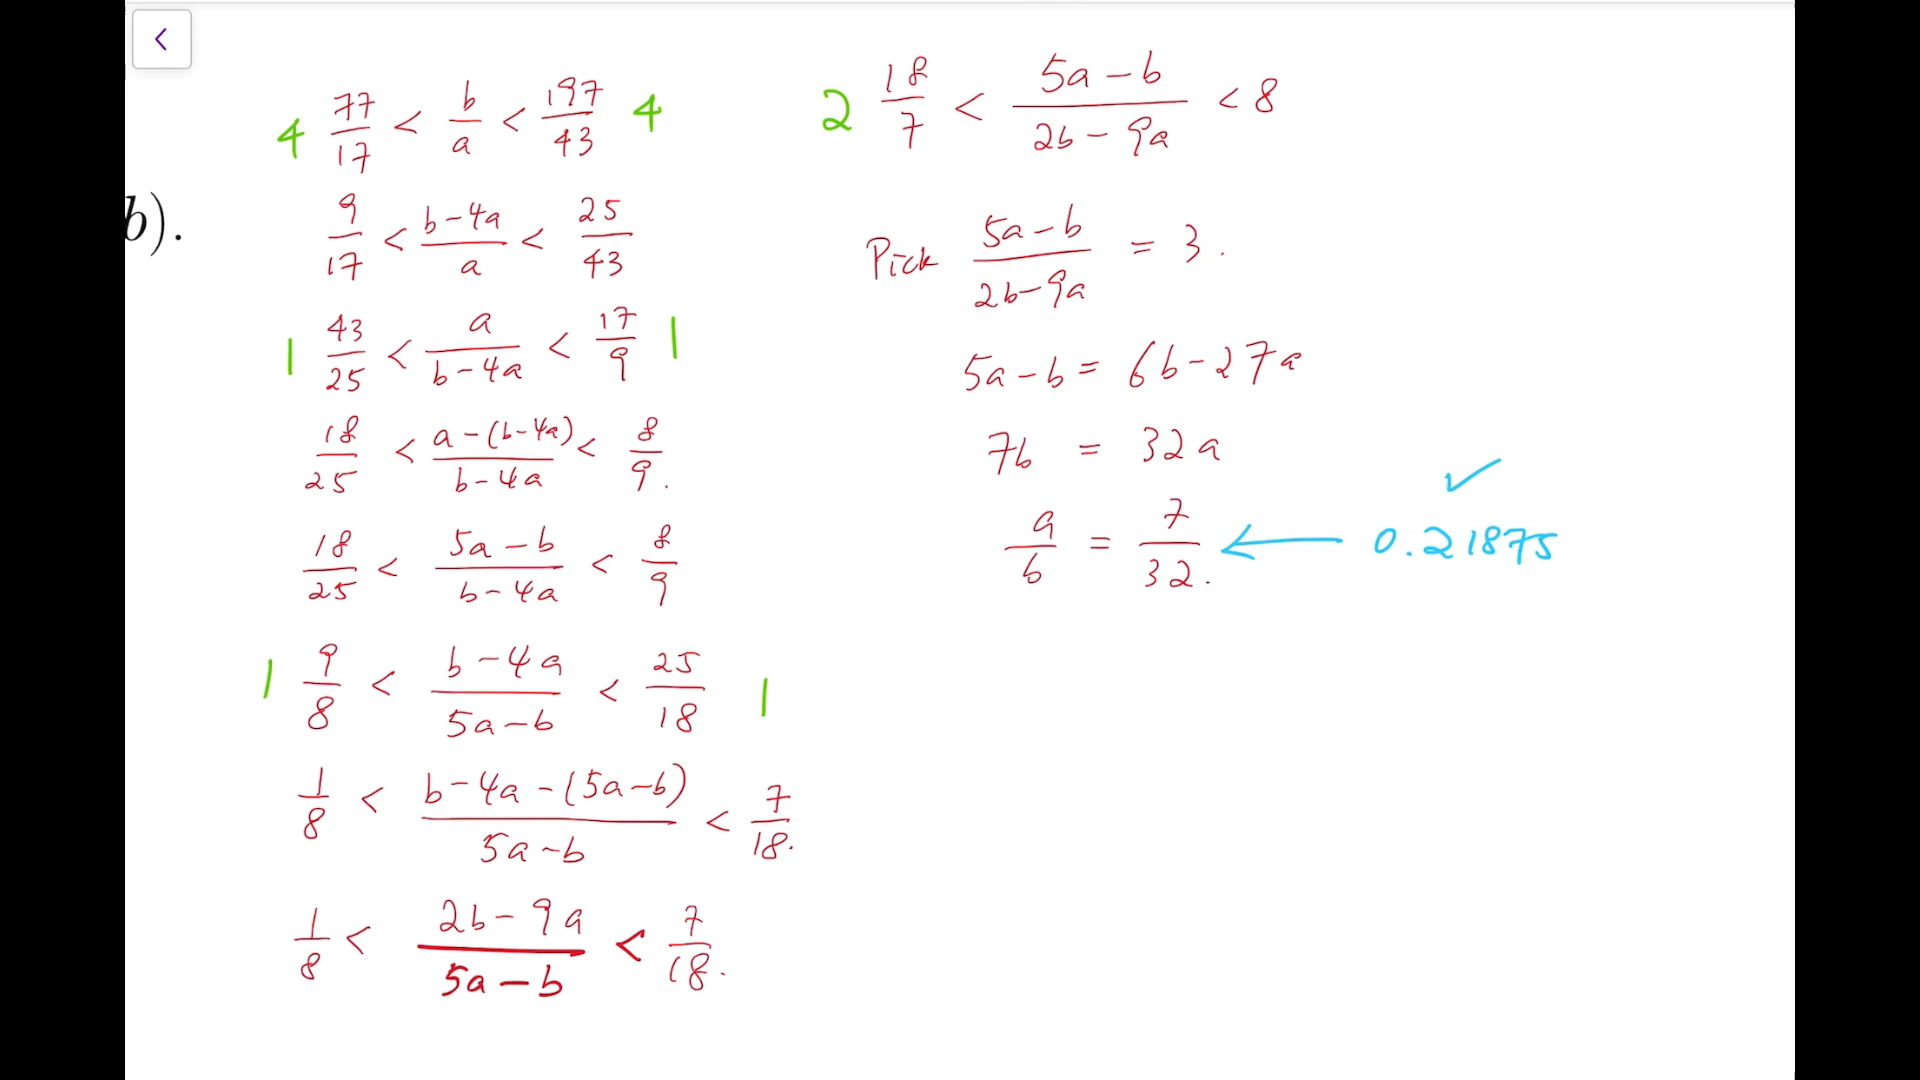 b).
4 77/17 < b/a < 197/43 4
9/17 < (b-4a)/a < 25/43
1 43/25 < a/(b-4a) < 17/9 1
18/25 < (a-(b-4a))/(b-4a) < 8/9.
18/25 < (5a-b)/(b-4a) < 8/9
1 9/8 < (b-4a)/(5a-b) < 25/18 1
1/8 < (b-4a-(5a-b))/(5a-b) < 7/18.
1/8 < (2b-9a)/(5a-b) < 7/18.
2 18/7 < (5a-b)/(2b-9a) < 8
Pick (5a-b)/(2b-9a) = 3.
5a-b = 6b-27a
7b = 32a
a/b = 7/32. ← 0.21875 ✓